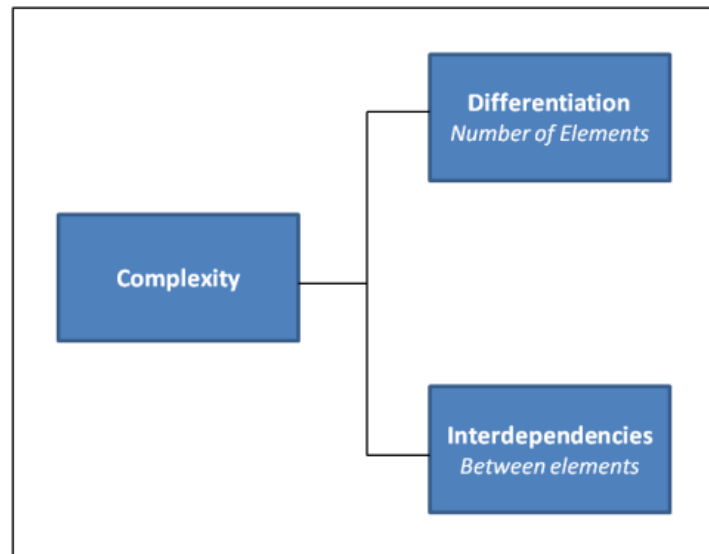 Differentiation
Number of Elements
Complexity
Interdependencies
Between elements